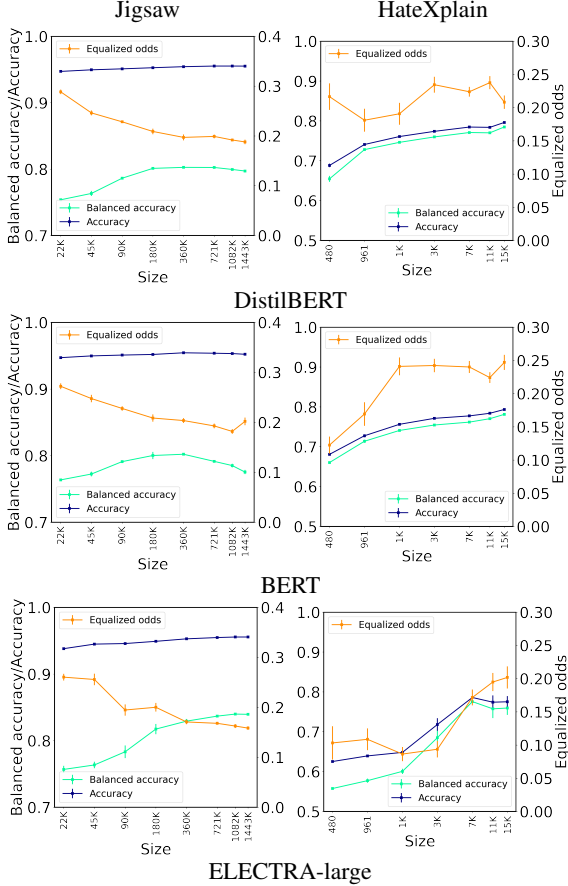 Jigsaw
HateXplain
1.0
0.9
0.8
0.7
Balanced accuracy/Accuracy
Equalized odds
Balanced accuracy
Accuracy
0.4
0.3
0.2
0.1
0.0
22K 45K 90K 180K 360K 721K 1082K 1443K
Size
1.0
0.9
0.8
0.7
0.6
0.5
Equalized odds
Balanced accuracy
Accuracy
0.30
0.25
0.20
0.15
0.10
0.05
0.00
Equalized odds
480 961 1K 3K 7K 11K 15K
Size
DistilBERT
1.0
0.9
0.8
0.7
Balanced accuracy/Accuracy
Equalized odds
Balanced accuracy
Accuracy
0.4
0.3
0.2
0.1
0.0
22K 45K 90K 180K 360K 721K 1082K 1443K
Size
1.0
0.9
0.8
0.7
0.6
0.5
Equalized odds
Balanced accuracy
Accuracy
0.30
0.25
0.20
0.15
0.10
0.05
0.00
Equalized odds
480 961 1K 3K 7K 11K 15K
Size
BERT
1.0
0.9
0.8
0.7
Balanced accuracy/Accuracy
Equalized odds
Balanced accuracy
Accuracy
0.4
0.3
0.2
0.1
0.0
22K 45K 90K 180K 360K 721K 1082K 1443K
Size
1.0
0.9
0.8
0.7
0.6
0.5
Equalized odds
Balanced accuracy
Accuracy
0.30
0.25
0.20
0.15
0.10
0.05
0.00
Equalized odds
480 961 1K 3K 7K 11K 15K
Size
ELECTRA-large